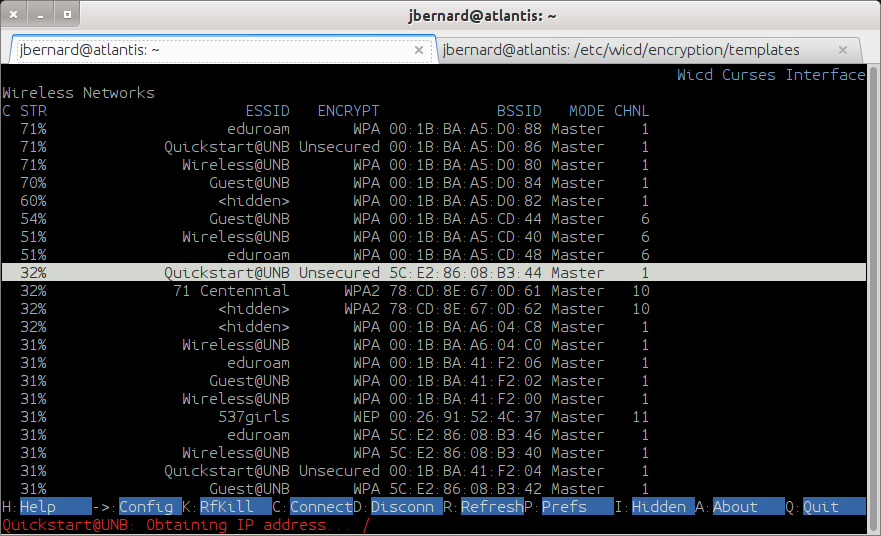 jbernard@atlantis: ~
jbernard@atlantis: ~ jbernard@atlantis: /etc/wicd/encryption/templates
Wicd Curses Interface
Wireless Networks
C STR ESSID ENCRYPT BSSID MODE CHNL
71% eduroam WPA 00:1B:BA:A5:D0:88 Master 1
71% Quickstart@UNB Unsecured 00:1B:BA:A5:D0:86 Master 1
71% Wireless@UNB WPA 00:1B:BA:A5:D0:80 Master 1
70% Guest@UNB WPA 00:1B:BA:A5:D0:84 Master 1
60% <hidden> WPA 00:1B:BA:A5:D0:82 Master 1
54% Guest@UNB WPA 00:1B:BA:A5:CD:44 Master 6
51% Wireless@UNB WPA 00:1B:BA:A5:CD:40 Master 6
51% eduroam WPA 00:1B:BA:A5:CD:48 Master 6
32% Quickstart@UNB Unsecured 5C:E2:86:08:B3:44 Master 1
32% 71 Centennial WPA2 78:CD:8E:67:0D:61 Master 10
32% <hidden> WPA2 78:CD:8E:67:0D:62 Master 10
32% <hidden> WPA 00:1B:BA:A6:04:C8 Master 1
31% Wireless@UNB WPA 00:1B:BA:A6:04:C0 Master 1
31% eduroam WPA 00:1B:BA:41:F2:06 Master 1
31% Guest@UNB WPA 00:1B:BA:41:F2:02 Master 1
31% Wireless@UNB WPA 00:1B:BA:41:F2:00 Master 1
31% 537girls WEP 00:26:91:52:4C:37 Master 11
31% eduroam WPA 5C:E2:86:08:B3:46 Master 1
31% Wireless@UNB WPA 5C:E2:86:08:B3:40 Master 1
31% Quickstart@UNB Unsecured 00:1B:BA:41:F2:04 Master 1
31% Guest@UNB WPA 5C:E2:86:08:B3:42 Master 1
H:Help ->:Config K:RfKill C:ConnectD:Disconn R:RefreshP:Prefs I:Hidden A:About Q:Quit
Quickstart@UNB: Obtaining IP address... /